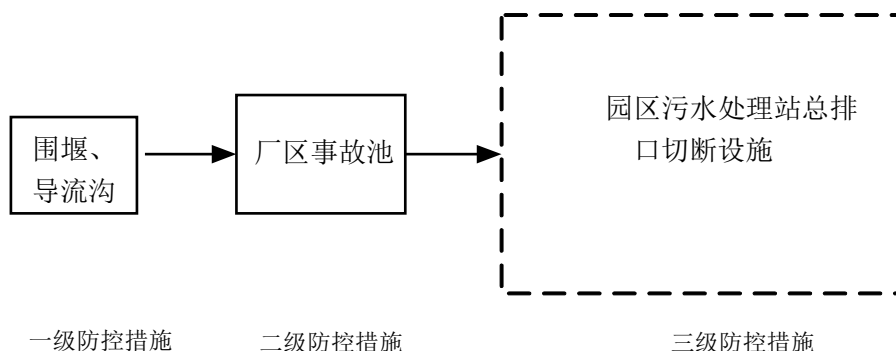 围堰、
导流沟
厂区事故池
园区污水处理站总排
口切断设施
一级防控措施
二级防控措施
三级防控措施